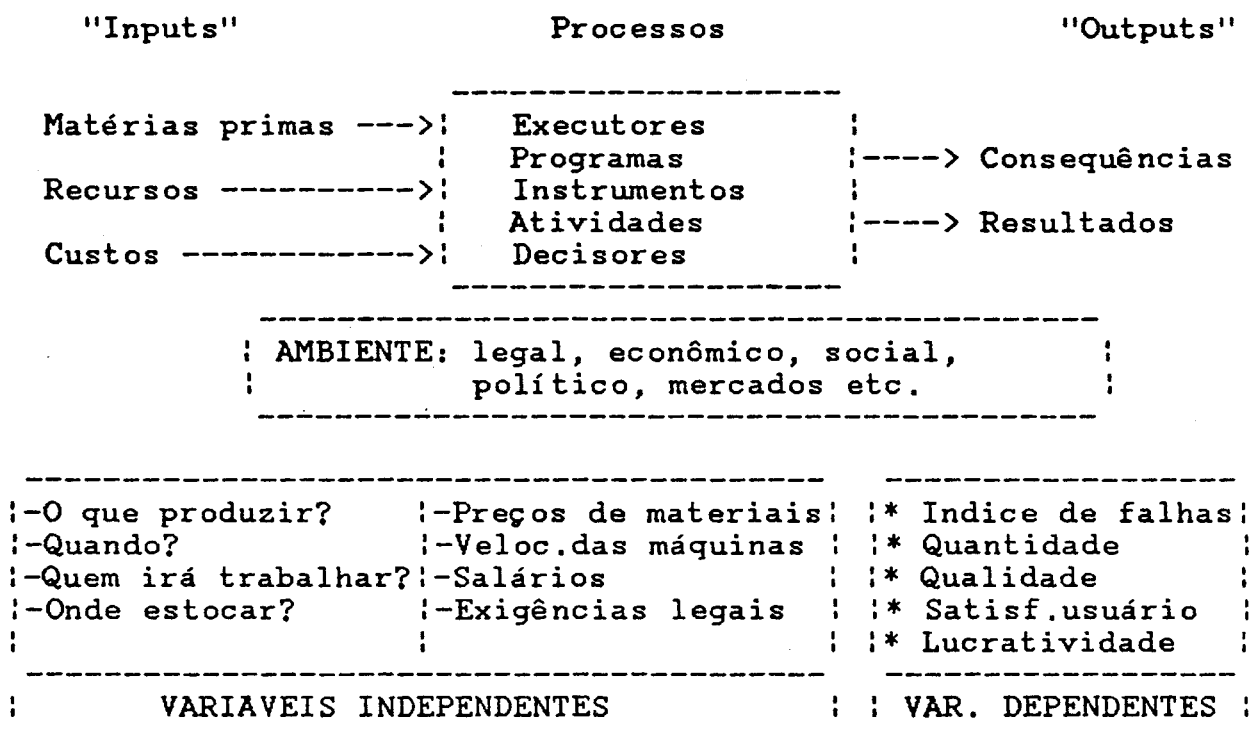 "Inputs" Processos "Outputs"
--------------------
Matérias primas --->¦ Executores ¦
¦ Programas ¦----> Consequências
Recursos ---------->¦ Instrumentos ¦
¦ Atividades ¦----> Resultados
Custos ------------>¦ Decisores ¦
--------------------
--------------------------------------------
¦ AMBIENTE: legal, econômico, social, ¦
¦ político, mercados etc. ¦
--------------------------------------------
------------------------------------------ ------------------
¦-O que produzir? ¦-Preços de materiais¦ ¦* Indice de falhas¦
¦-Quando? ¦-Veloc.das máquinas ¦ ¦* Quantidade ¦
¦-Quem irá trabalhar?¦-Salários ¦ ¦* Qualidade ¦
¦-Onde estocar? ¦-Exigências legais ¦ ¦* Satisf.usuário ¦
¦ ¦ ¦ ¦* Lucratividade ¦
------------------------------------------ ------------------
¦ VARIAVEIS INDEPENDENTES ¦ ¦ VAR. DEPENDENTES ¦